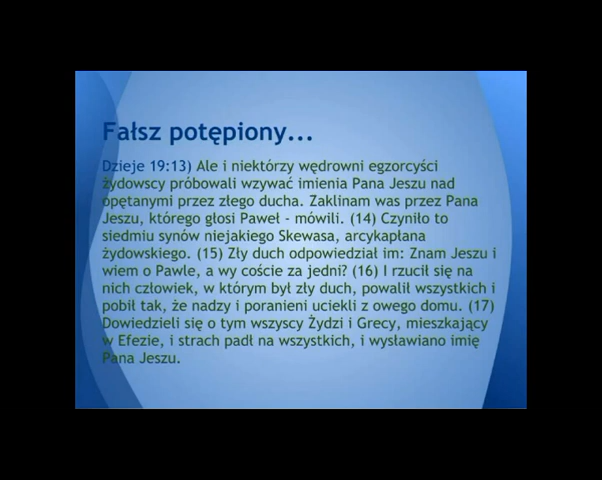 Fałsz potępiony...
Dzieje 19:13) Ale i niektórzy wędrowni egzorcyści
żydowscy próbowali wzywać imienia Pana Jeszu nad
opętanymi przez złego ducha. Zaklinam was przez Pana
Jeszu, którego głosi Paweł - mówili. (14) Czyniło to
siedmiu synów niejakiego Skewasa, arcykapłana
żydowskiego. (15) Zły duch odpowiedział im: Znam Jeszu i
wiem o Pawle, a wy coście za jedni? (16) I rzucił się na
nich człowiek, w którym był zły duch, powalił wszystkich i
pobił tak, że nadzy i poranieni uciekli z owego domu. (17)
Dowiedzieli się o tym wszyscy Żydzi i Grecy, mieszkający
w Efezie, i strach padł na wszystkich, i wysławiano imię
Pana Jeszu.